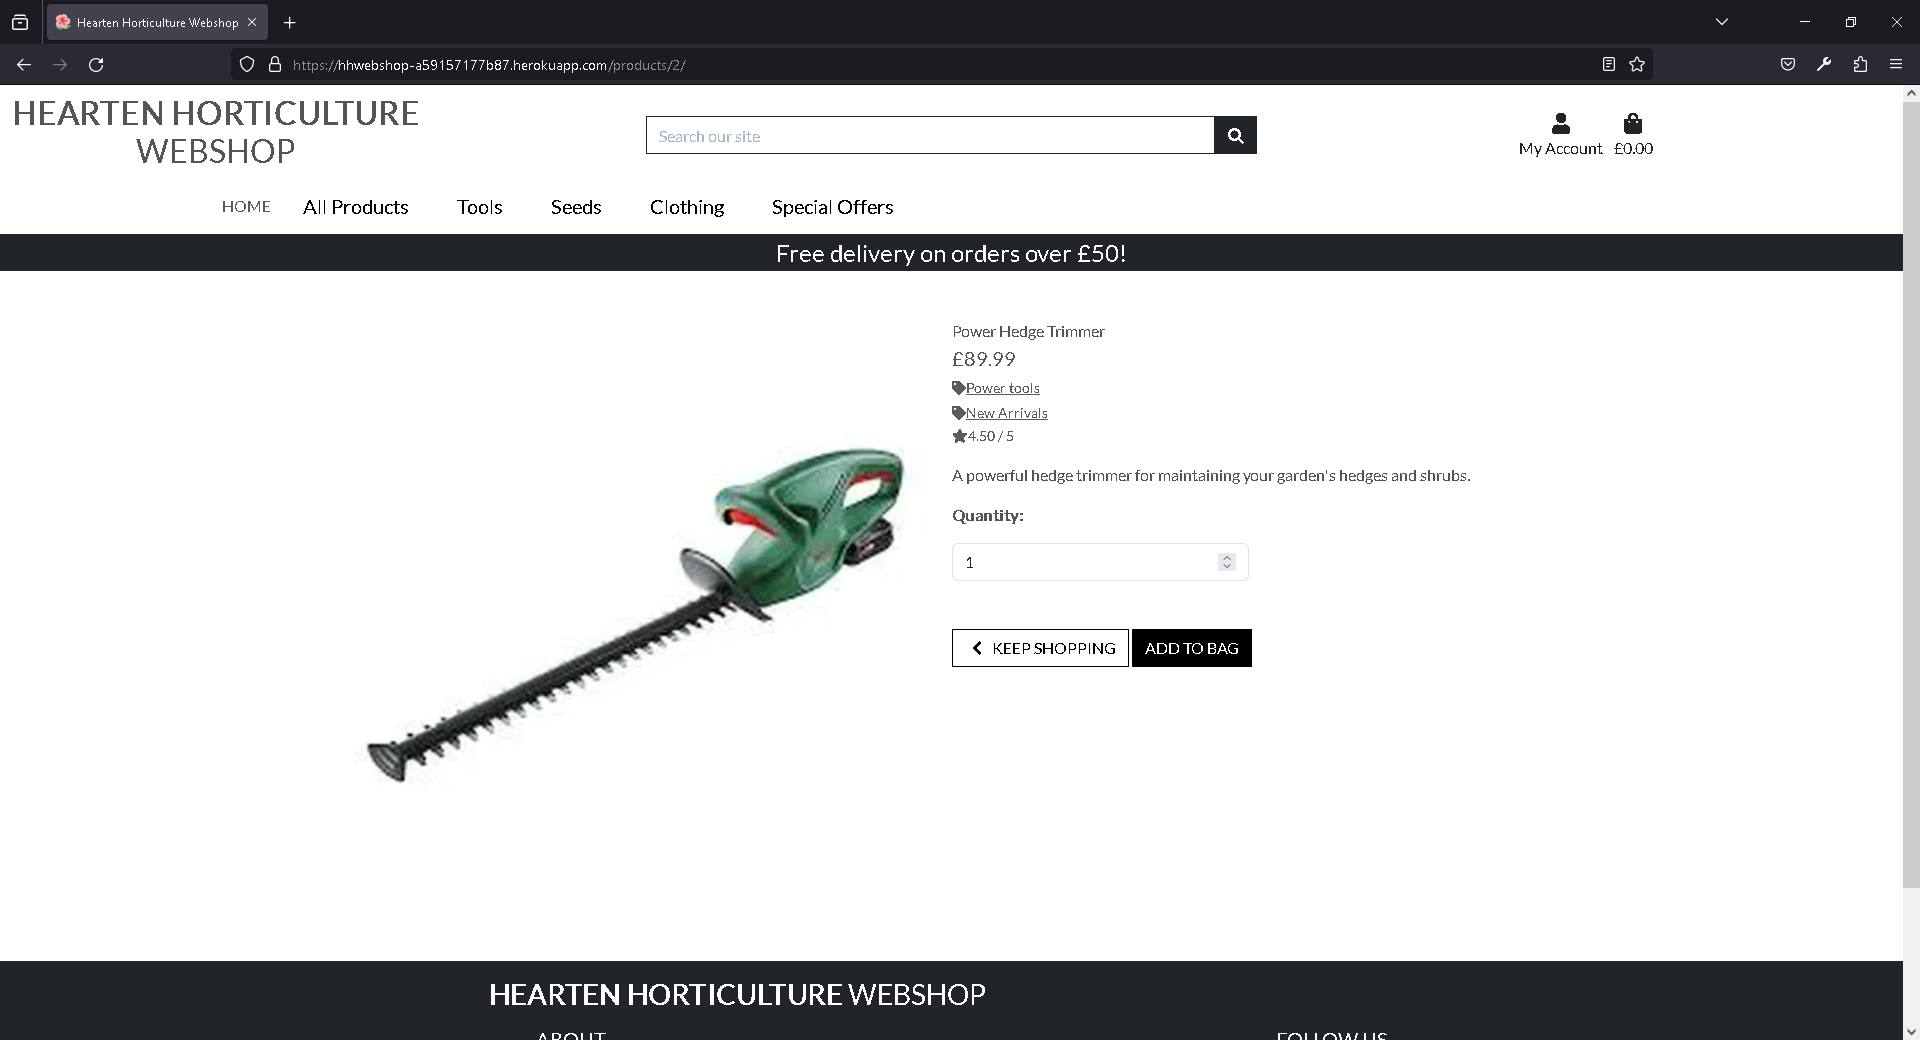 Hearten Horticulture Webshop
https://hhwebshop-a59157177b87.herokuapp.com/products/2/
HEARTEN HORTICULTURE
WEBSHOP
Search our site
My Account £0.00
HOME All Products Tools Seeds Clothing Special Offers
Free delivery on orders over £50!
Power Hedge Trimmer
£89.99
Power tools
New Arrivals
4.50 / 5
A powerful hedge trimmer for maintaining your garden's hedges and shrubs.
Quantity:
1
KEEP SHOPPING ADD TO BAG
HEARTEN HORTICULTURE WEBSHOP
ABOUT FOLLOW US